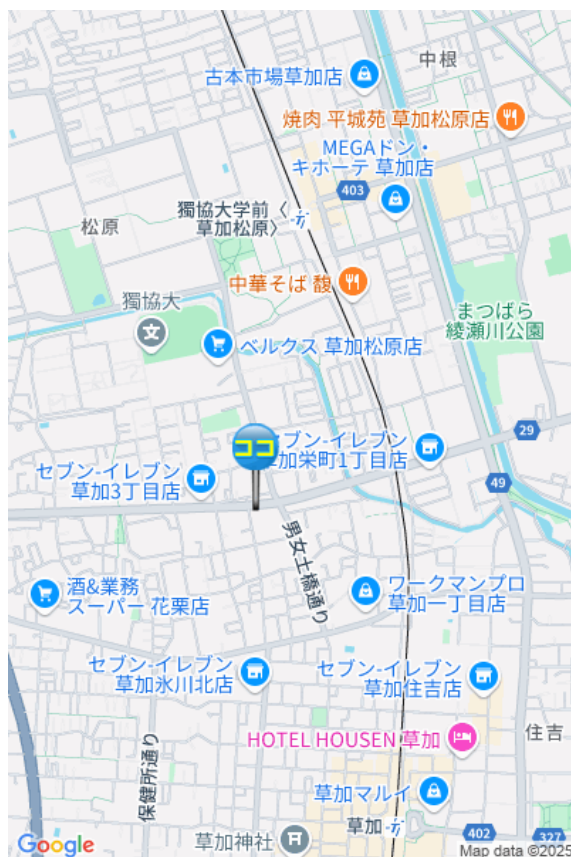 中根
古本市場草加店
焼肉 平城苑 草加松原店
MEGAドン・
キホーテ 草加店
403
獨協大学前〈
草加松原〉
松原
中華そば 馥
獨協大
まつばら
綾瀬川公園
ベルクス 草加松原店
ココ
セブン-イレブン
加栄町1丁目店
29
セブン-イレブン
草加3丁目店
49
男女土橋通り
酒&業務
スーパー 花栗店
ワークマンプロ
草加一丁目店
セブン-イレブン
草加氷川北店
セブン-イレブン
草加住吉店
保健所通り
HOTEL HOUSEN 草加
住吉
草加マルイ
草加
草加神社
402
327
Google
Map data ©2025